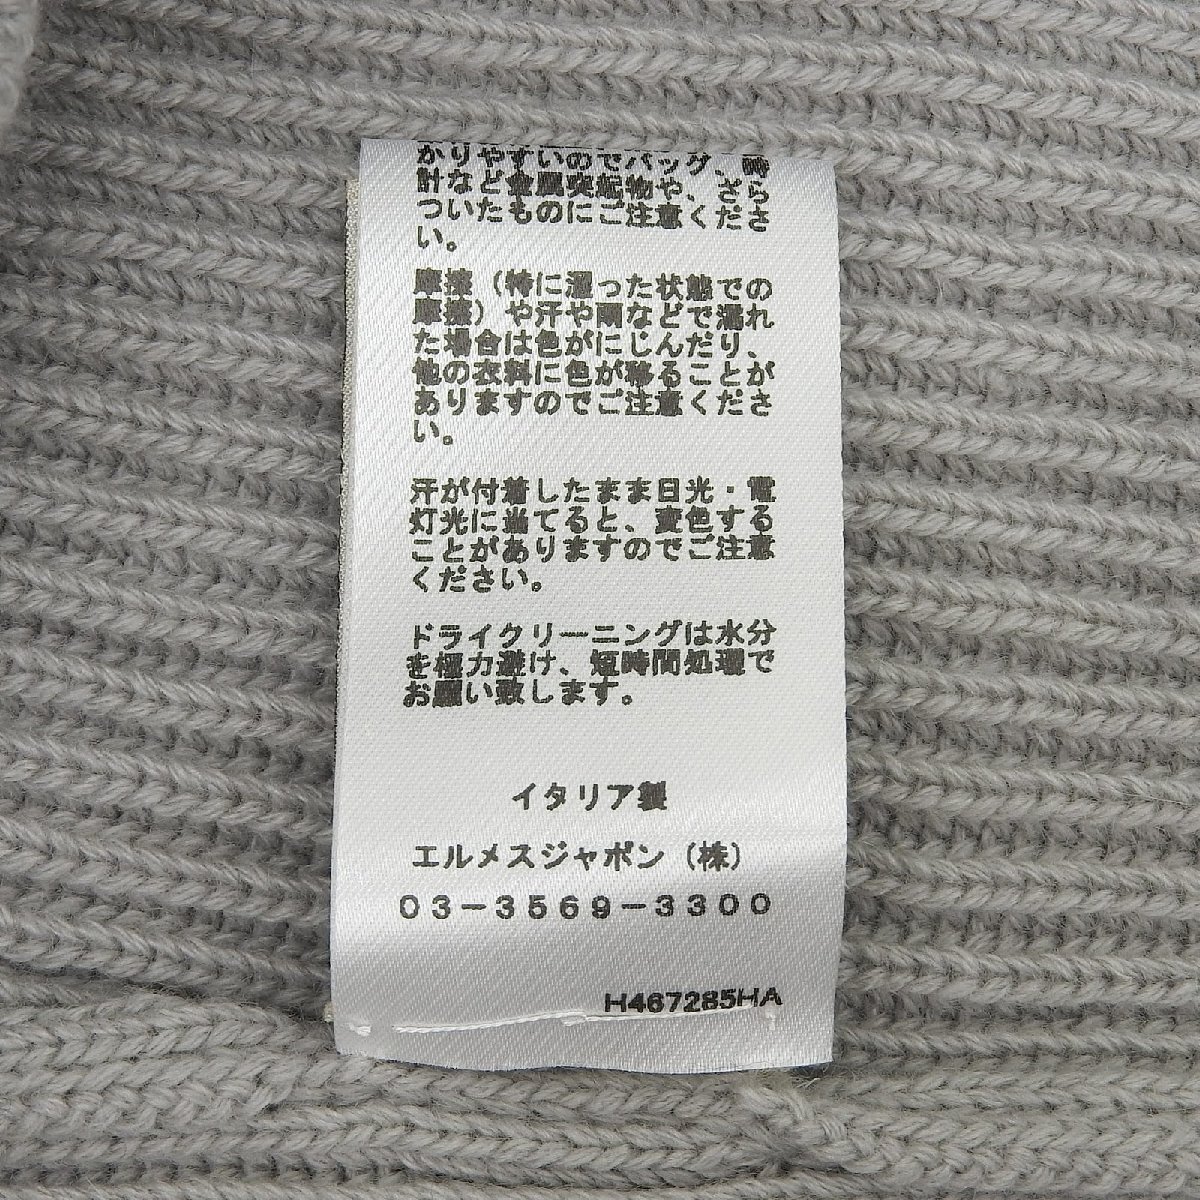 かりやすいのでバッグ、時
計など金属突起物や、ざら
ついたものにご注意くださ
い。
摩擦（特に湿った状態での
摩擦）や汗や雨などで濡れ
た場合は色がにじんだり、
他の衣料に色が移ることが
ありますのでご注意くださ
い。
汗が付着したまま日光・電
灯光に当てると、変色する
ことがありますのでご注意
ください。
ドライクリーニングは水分
を極力避け、短時間処理で
お願い致します。
イタリア製
エルメスジャポン（株）
03-3569-3300
H467285HA